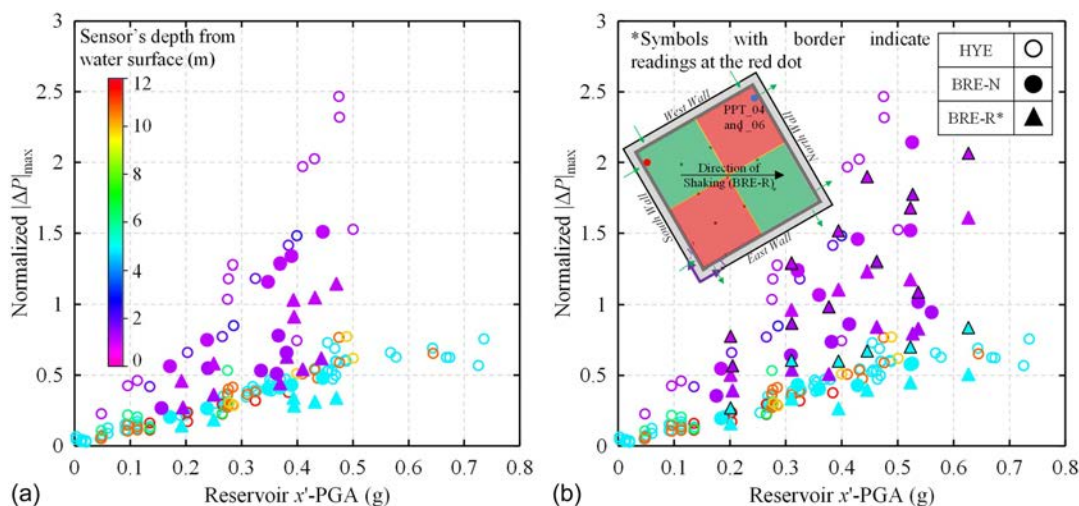 (a)
Normalized |ΔP|max
3
2.5
2
1.5
1
0.5
0
Sensor's depth from
water surface (m)
12
10
8
6
4
2
0
0
0.1
0.2
0.3
0.4
0.5
0.6
0.7
0.8
Reservoir x'-PGA (g)
(b)
Normalized |ΔP|max
3
2.5
2
1.5
1
0.5
0
*Symbols with border indicate
readings at the red dot
HYE
BRE-N
BRE-R*
West Wall
North Wall
South Wall
East Wall
PPT_04
and _06
Direction of
Shaking (BRE-R)
0
0.1
0.2
0.3
0.4
0.5
0.6
0.7
0.8
Reservoir x'-PGA (g)